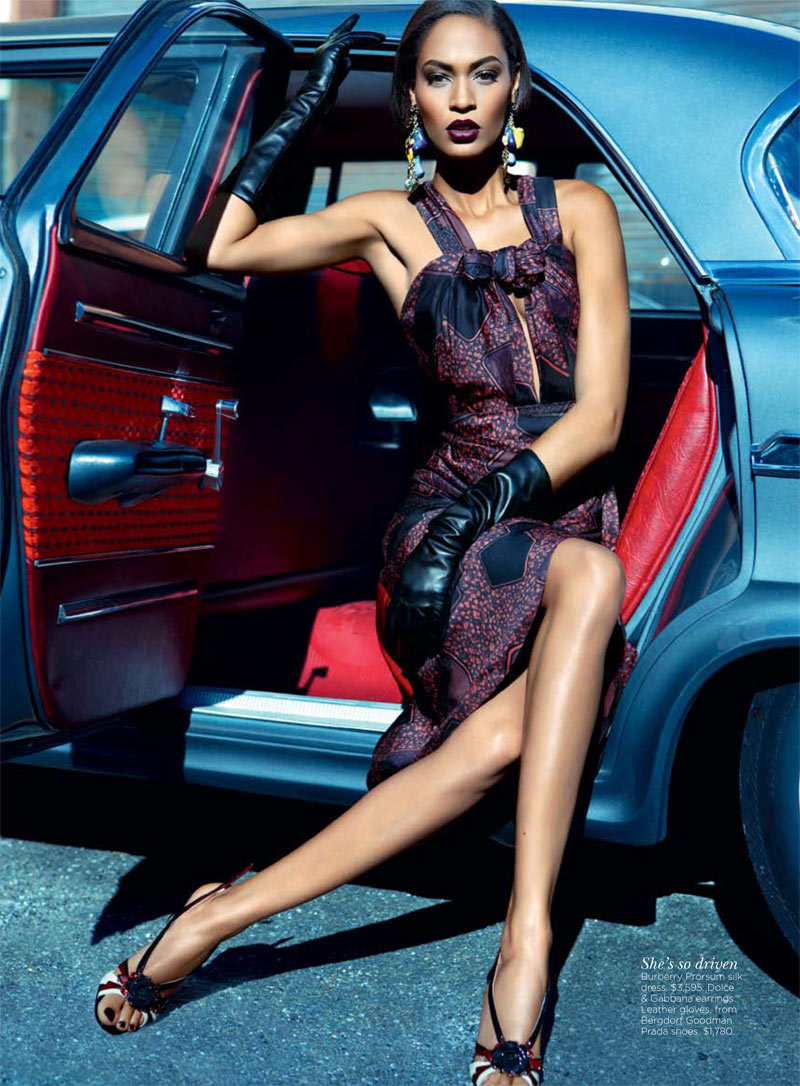 She's so driven
Burberry Prorsum silk
dress, $3,595. Dolce
& Gabbana earrings.
Leather gloves, from
Bergdorf Goodman.
Prada shoes, $1,780.